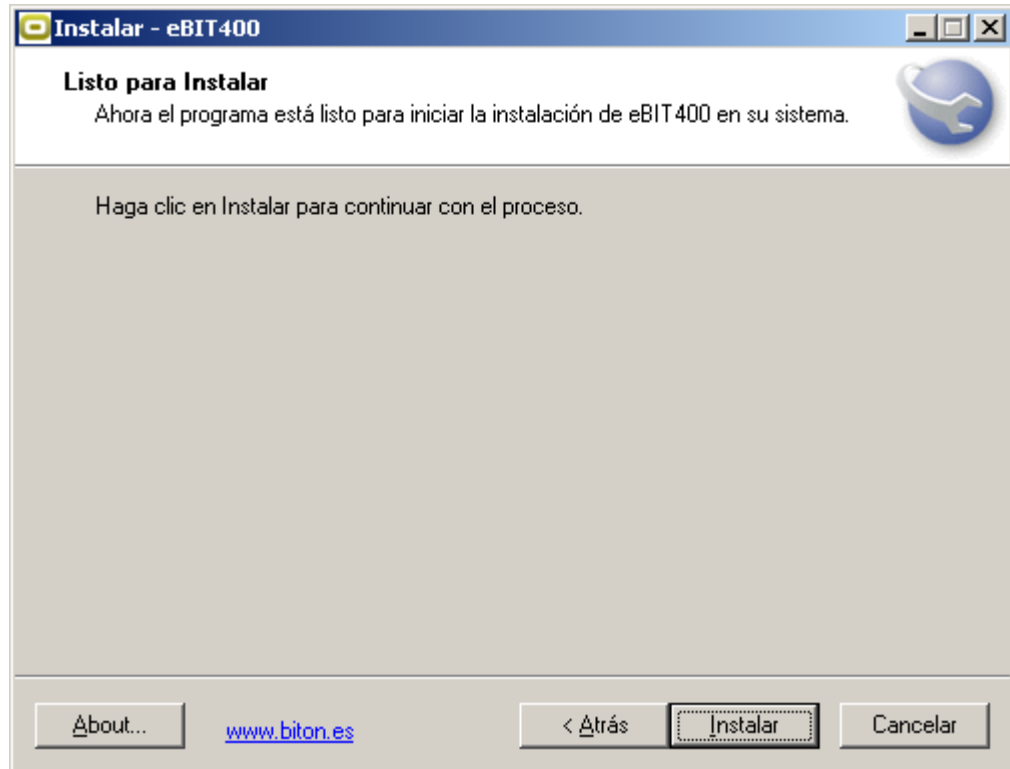 Instalar - eBIT400
Listo para Instalar
Ahora el programa está listo para iniciar la instalación de eBIT400 en su sistema.
Haga clic en Instalar para continuar con el proceso.
About...
www.biton.es
< Atrás
Instalar
Cancelar